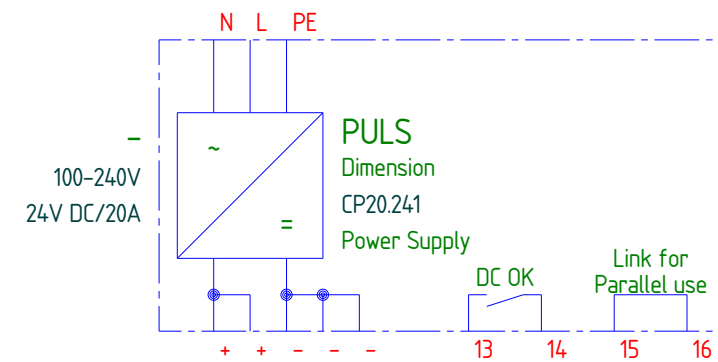 N L PE
–
100-240V
24V DC/20A
~
=
PULS
Dimension
CP20.241
Power Supply
DC OK
Link for
Parallel use
+ + – – – 13 14 15 16